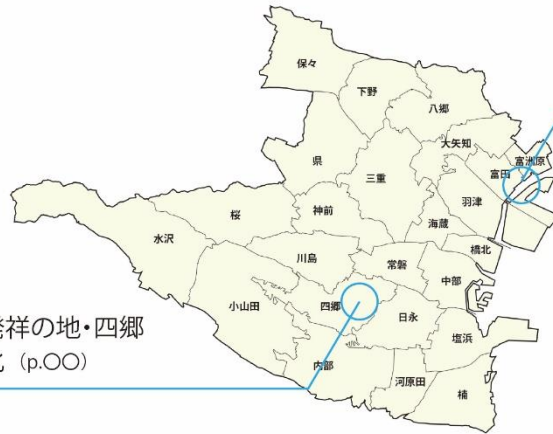 保々
下野
八郷
大矢知
富洲原
富田
県
三重
羽津
桜
神前
海蔵
水沢
橋北
川島
常磐
中部
小山田
四郷
日永
塩浜
発祥の地・四郷
(p.〇〇)
内部
河原田
楠